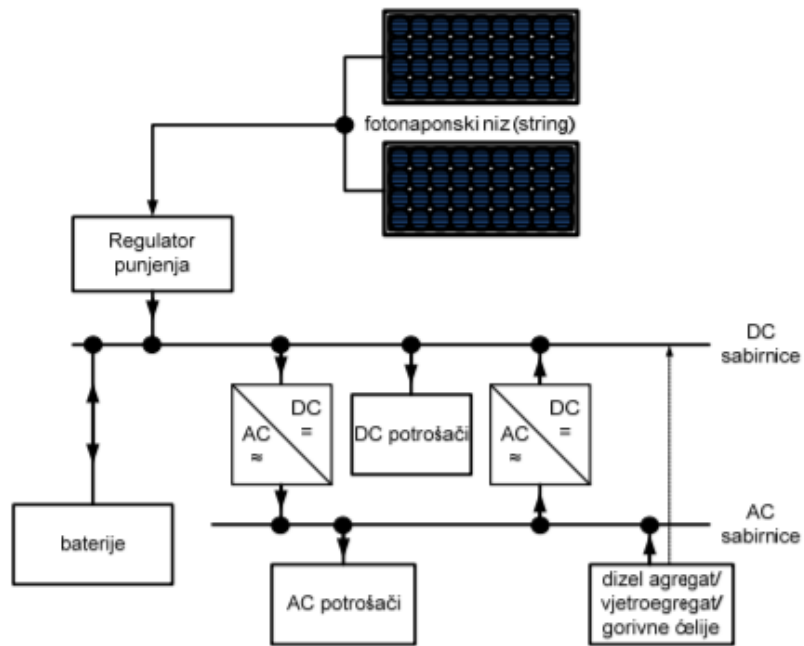 fotonaponski niz (string)
Regulator
punjenja
DC
sabirnice
DC
=
AC
≈
DC potrošači
DC
=
AC
≈
AC
sabirnice
baterije
AC potrošači
dizel agregat/
vjetroegregat/
gorivne ćelije